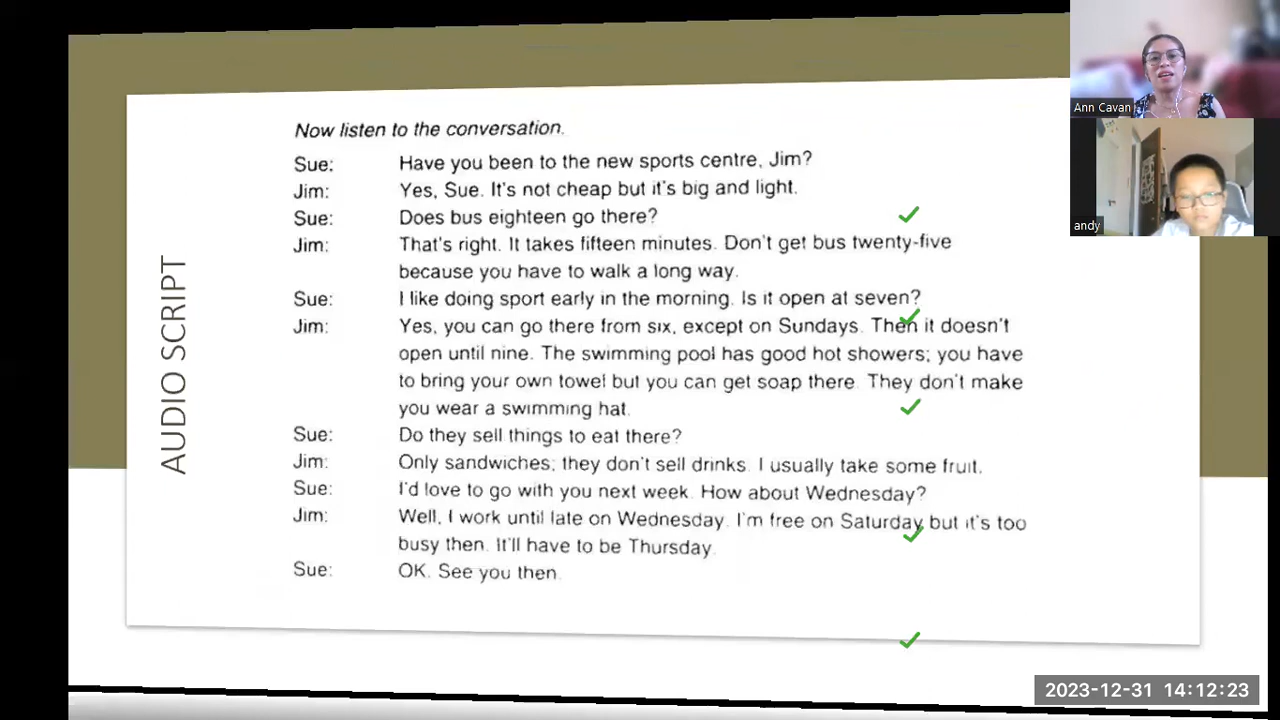 AUDIO SCRIPT
Now listen to the conversation.
Sue: Have you been to the new sports centre, Jim?
Jim: Yes, Sue. It's not cheap but it's big and light.
Sue: Does bus eighteen go there?
Jim: That's right. It takes fifteen minutes. Don't get bus twenty-five
because you have to walk a long way.
Sue: I like doing sport early in the morning. Is it open at seven?
Jim: Yes, you can go there from six, except on Sundays. Then it doesn't
open until nine. The swimming pool has good hot showers; you have
to bring your own towel but you can get soap there. They don't make
you wear a swimming hat.
Sue: Do they sell things to eat there?
Jim: Only sandwiches; they don't sell drinks. I usually take some fruit.
Sue: I'd love to go with you next week. How about Wednesday?
Jim: Well, I work until late on Wednesday. I'm free on Saturday but it's too
busy then. It'll have to be Thursday.
Sue: OK. See you then.
Ann Cavan
andy
2023-12-31 14:12:23